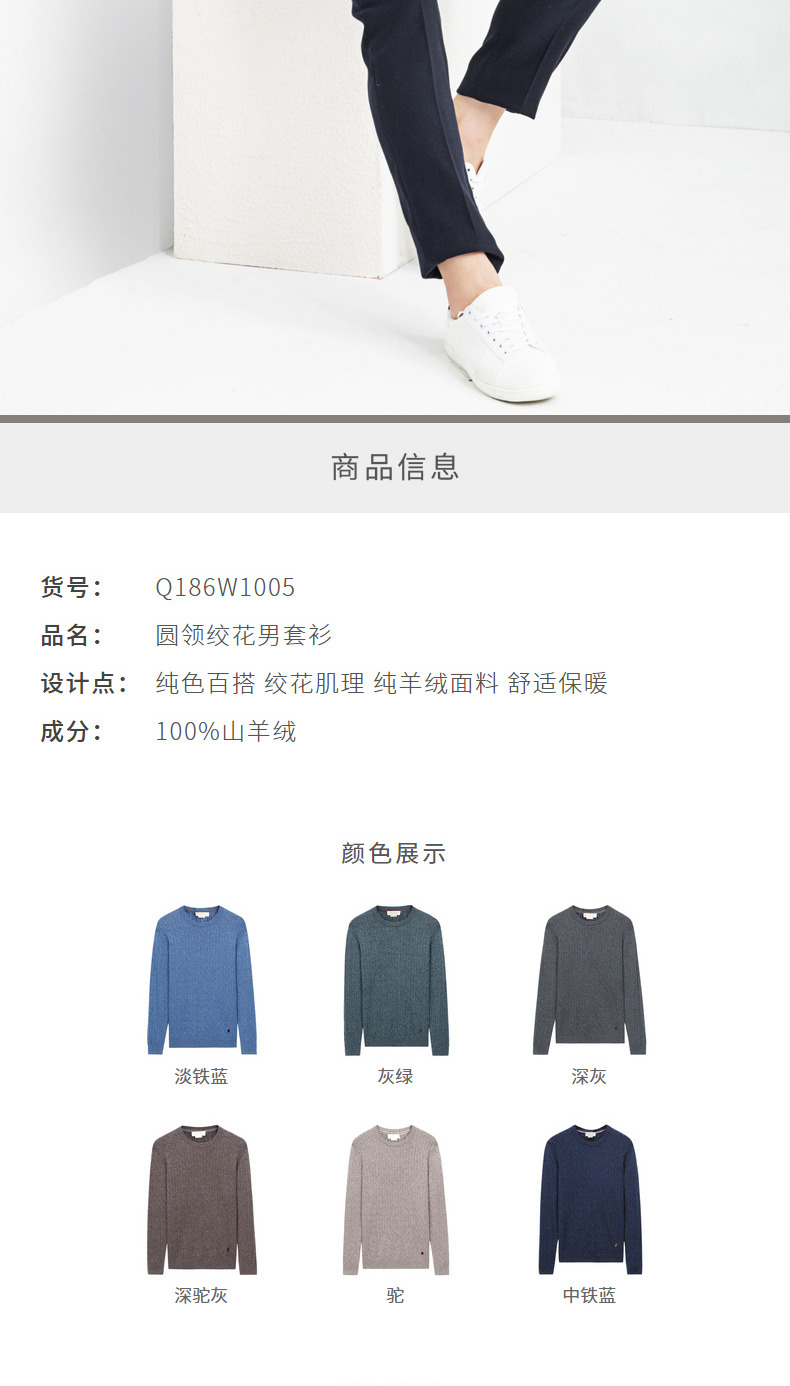 商品信息
货号： Q186W1005
品名： 圆领绞花男套衫
设计点： 纯色百搭 绞花肌理 纯羊绒面料 舒适保暖
成分： 100%山羊绒
颜色展示
淡铁蓝 灰绿 深灰
深驼灰 驼 中铁蓝